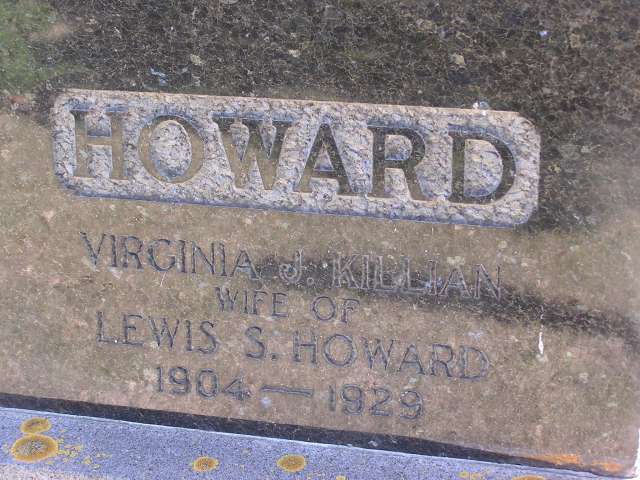 HOWARD
VIRGINIA J. KILLIAN
WIFE OF
LEWIS S. HOWARD
1904 — 1929